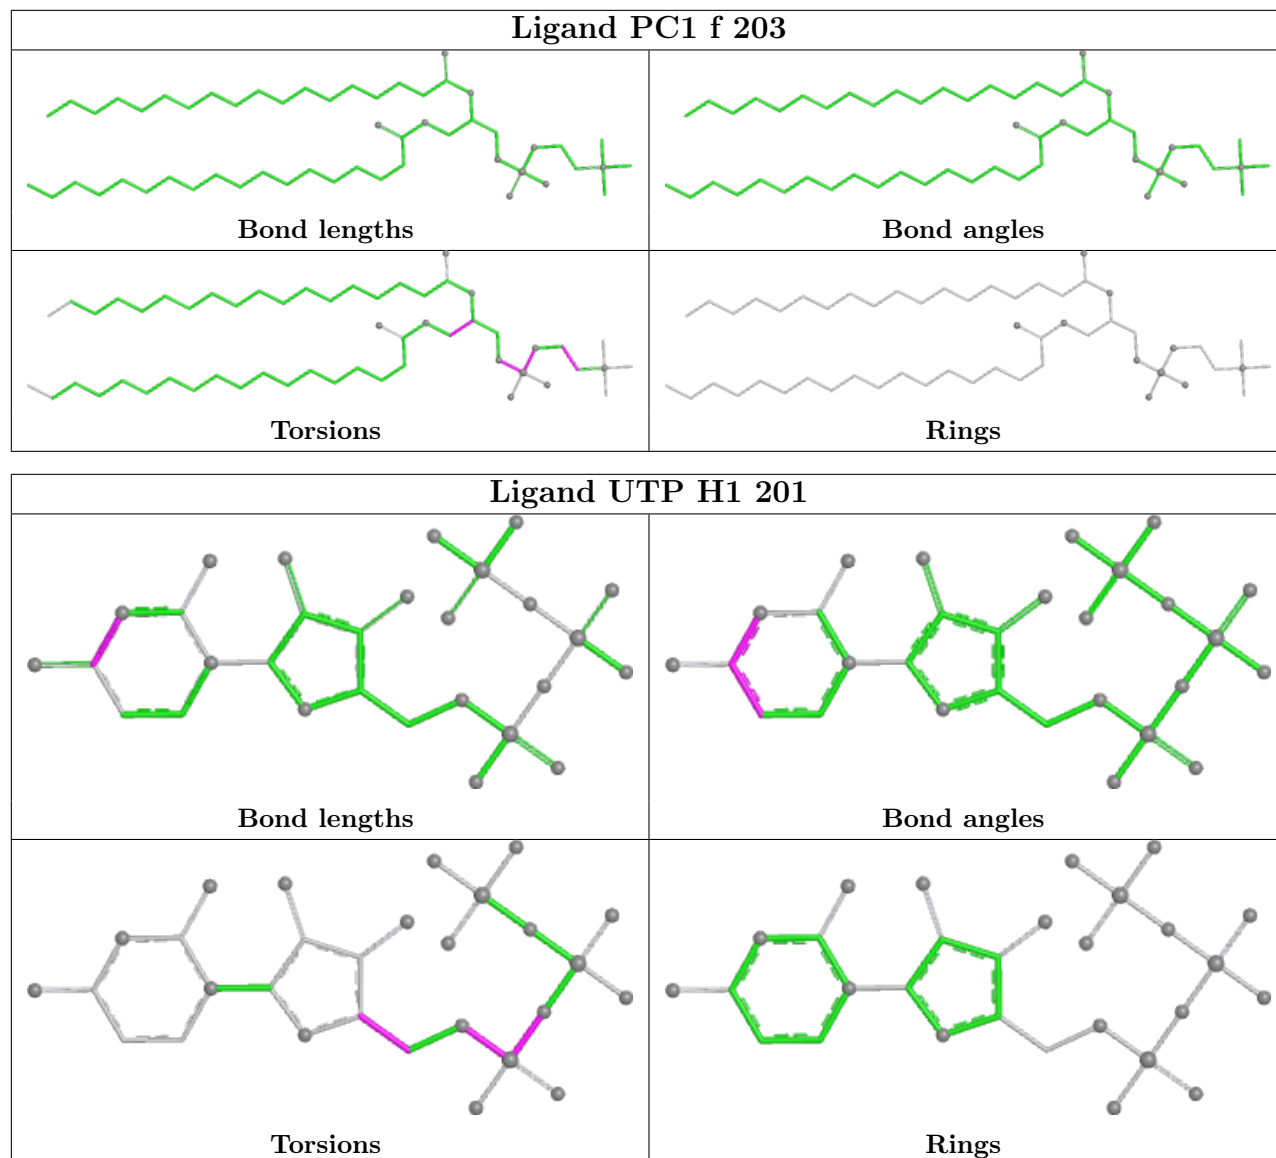 Ligand PC1 f 203
Bond lengths
Bond angles
Torsions
Rings
Ligand UTP H1 201
Bond lengths
Bond angles
Torsions
Rings